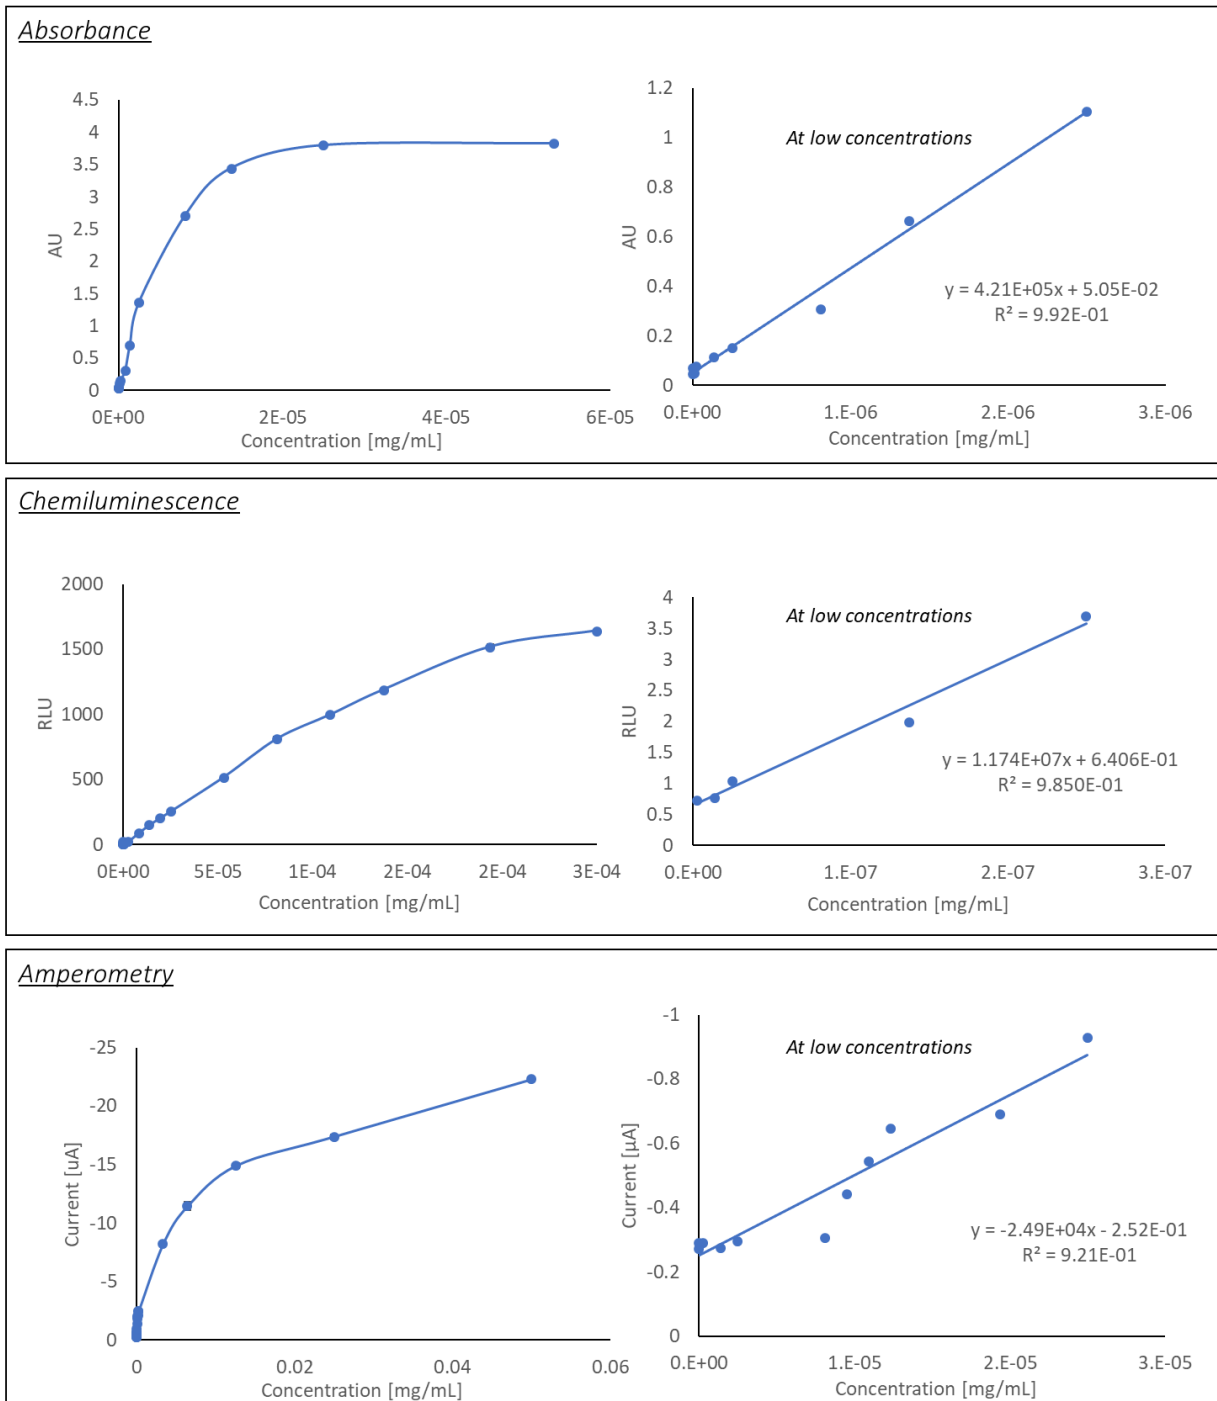 Absorbance
4.5
4
3.5
3
2.5
2
1.5
1
0.5
0
AU
0E+00 2E-05 4E-05 6E-05
Concentration [mg/mL]
1.2
1
0.8
0.6
0.4
0.2
0
AU
At low concentrations
y = 4.21E+05x + 5.05E-02
R² = 9.92E-01
0.E+00 1.E-06 2.E-06 3.E-06
Concentration [mg/mL]
Chemiluminescence
2000
1500
1000
500
0
RLU
0E+00 5E-05 1E-04 2E-04 2E-04 3E-04
Concentration [mg/mL]
4
3.5
3
2.5
2
1.5
1
0.5
0
RLU
At low concentrations
y = 1.174E+07x + 6.406E-01
R² = 9.850E-01
0.E+00 1.E-07 2.E-07 3.E-07
Concentration [mg/mL]
Amperometry
-25
-20
-15
-10
-5
0
Current [uA]
0 0.02 0.04 0.06
Concentration [mg/mL]
-1
-0.8
-0.6
-0.4
-0.2
0
Current [µA]
At low concentrations
y = -2.49E+04x - 2.52E-01
R² = 9.21E-01
0.E+00 1.E-05 2.E-05 3.E-05
Concentration [mg/mL]